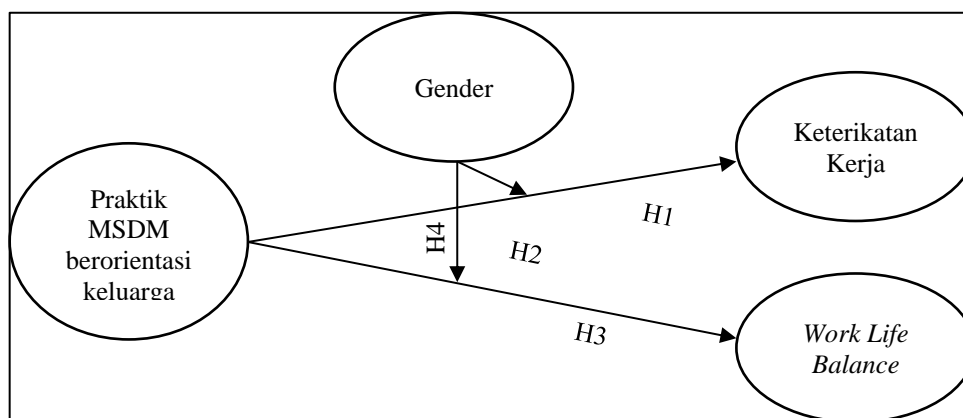 Gender
Keterikatan
Kerja
Praktik
MSDM
berorientasi
keluarga
H1
H4
H2
H3
Work Life
Balance